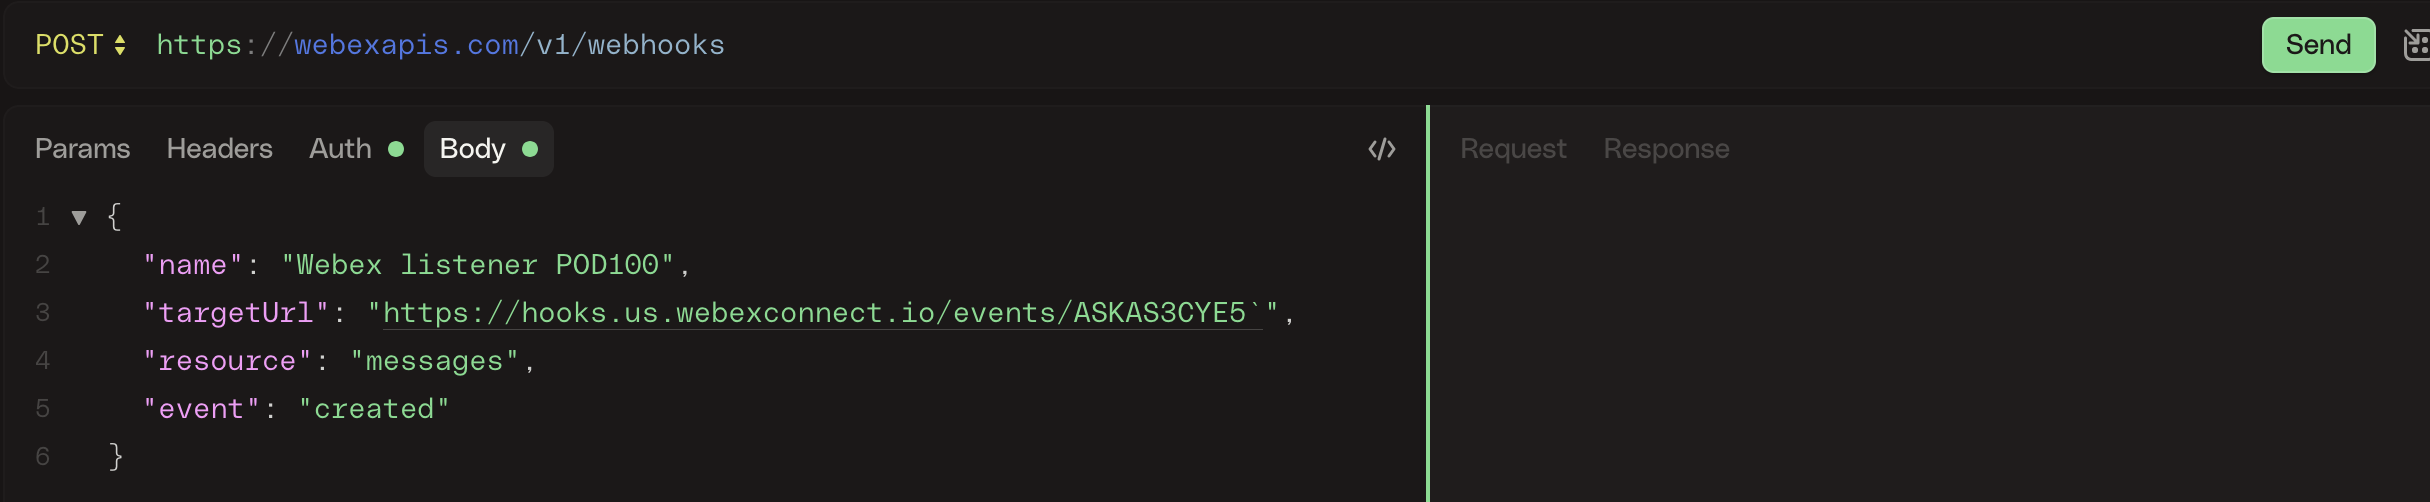 POST https://webexapis.com/v1/webhooks Send
Params Headers Auth Body </> Request Response
1 {
2 "name": "Webex listener POD100",
3 "targetUrl": "https://hooks.us.webexconnect.io/events/ASKAS3CYE5`",
4 "resource": "messages",
5 "event": "created"
6 }